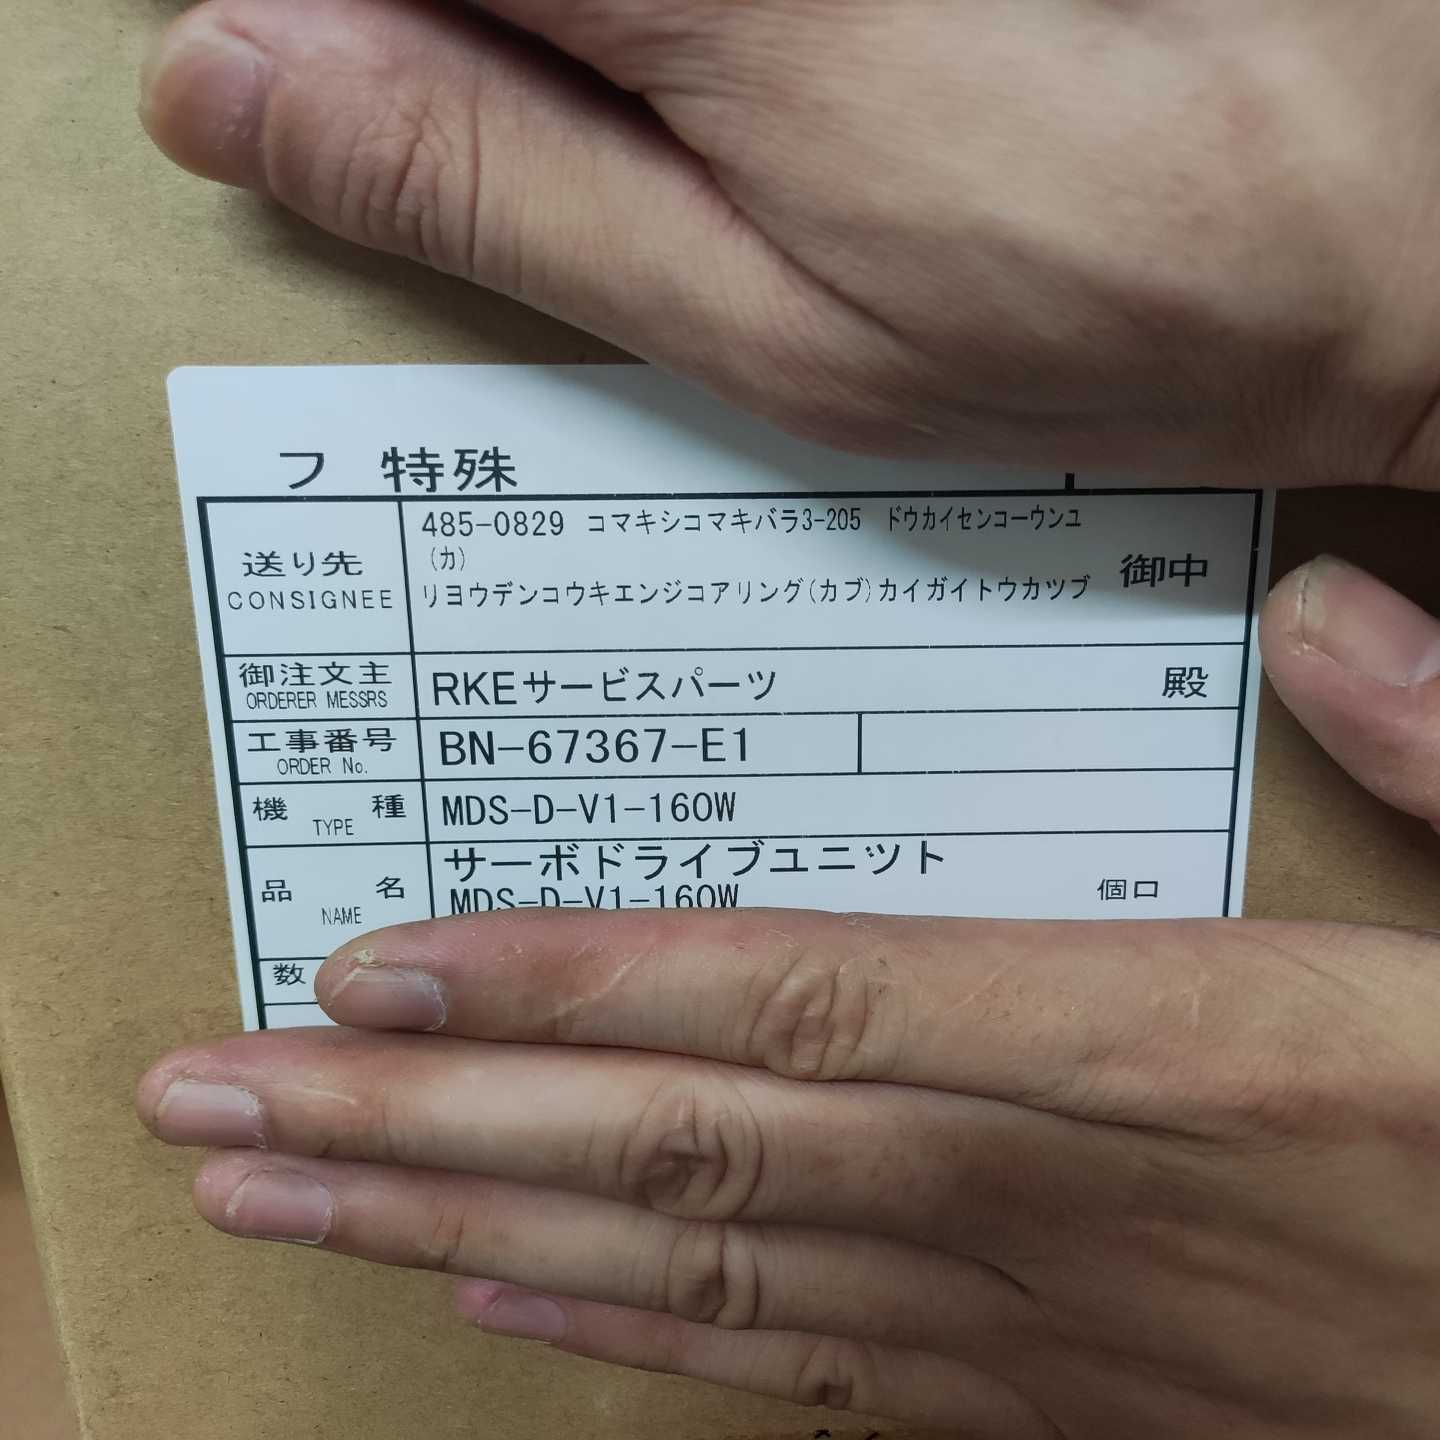 フ 特殊
送り先
CONSIGNEE
485-0829 コマキシコマキバラ3-205 ドウカイセンコーウンユ
(カ)
リヨウデンコウキエンジコアリング(カブ)カイガイトウカツブ
御中
御注文主
ORDERER MESSRS
RKEサービスパーツ 殿
工事番号
ORDER No.
BN-67367-E1
機 種
TYPE
MDS-D-V1-160W
品 名
NAME
サーボドライブユニツト
MDS-D-V1-160W
個口
数